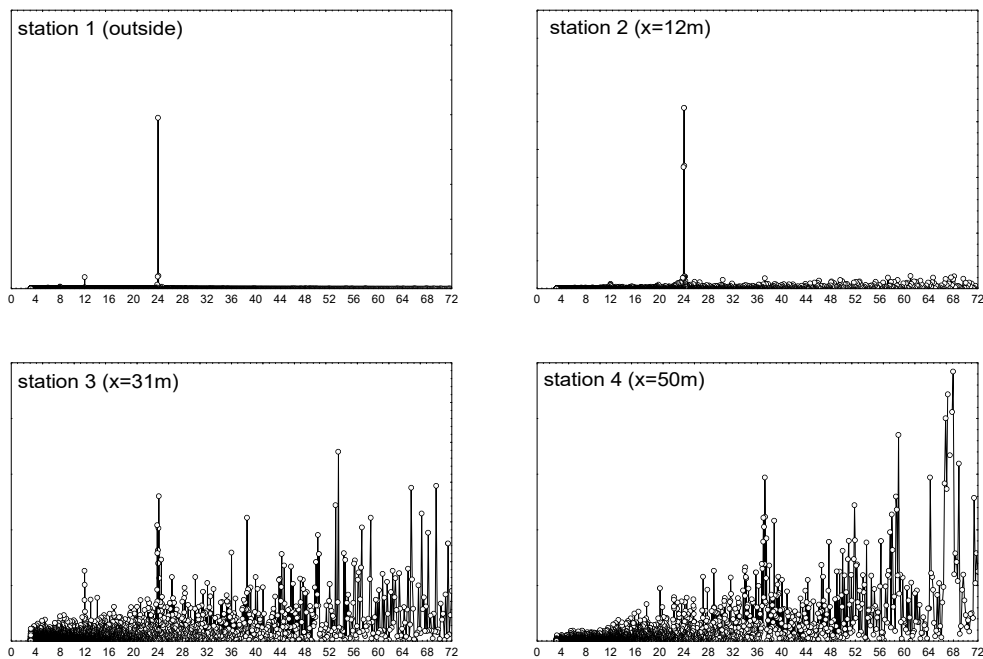 station 1 (outside)
0 4 8 12 16 20 24 28 32 36 40 44 48 52 56 60 64 68 72
station 2 (x=12m)
0 4 8 12 16 20 24 28 32 36 40 44 48 52 56 60 64 68 72
station 3 (x=31m)
0 4 8 12 16 20 24 28 32 36 40 44 48 52 56 60 64 68 72
station 4 (x=50m)
0 4 8 12 16 20 24 28 32 36 40 44 48 52 56 60 64 68 72